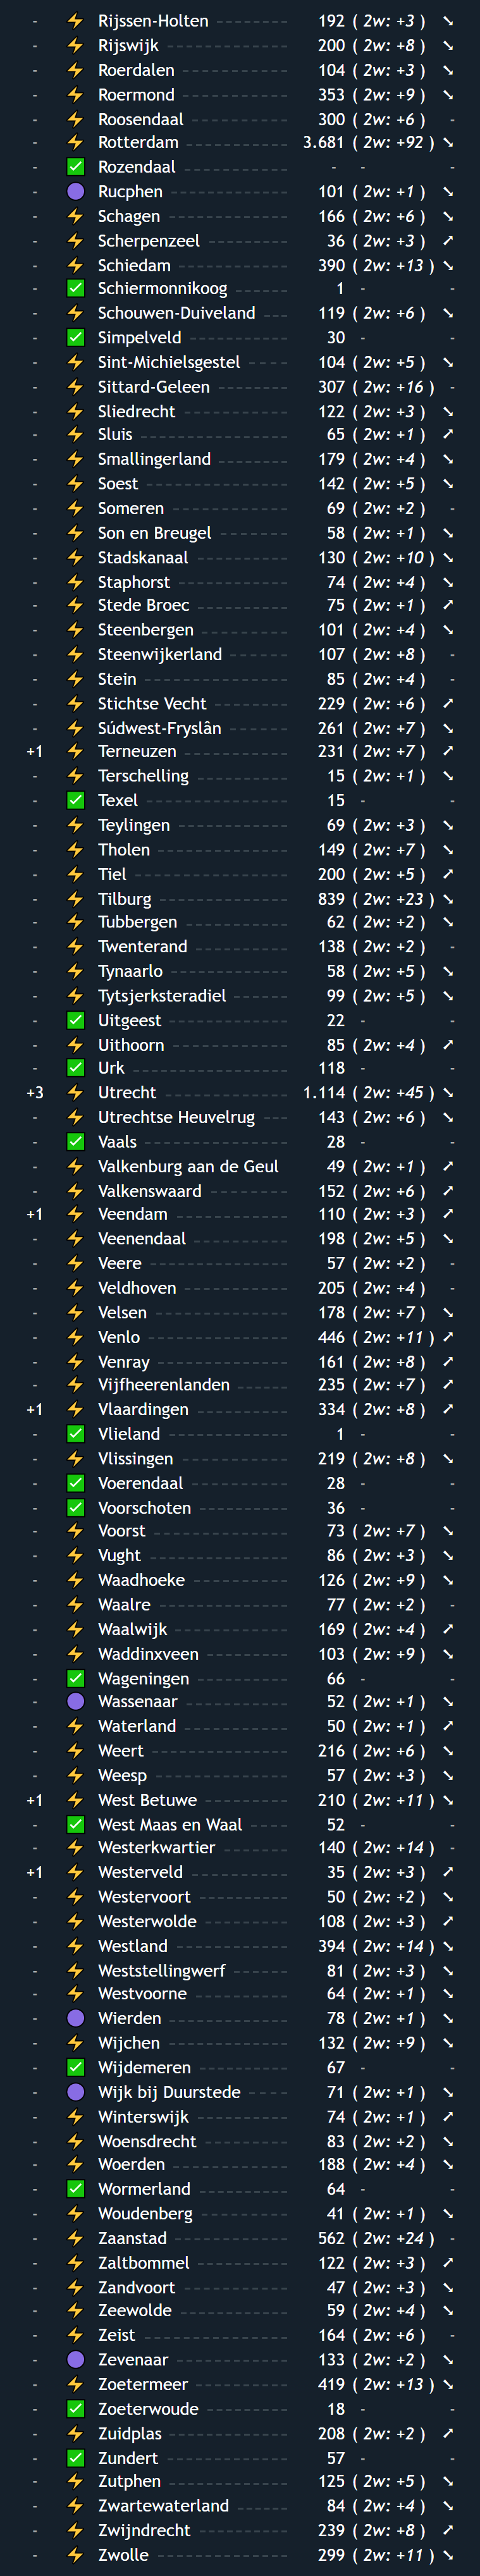 - ⚡ Rijssen-Holten 192 ( 2w: +3 ) ➘
- ⚡ Rijswijk 200 ( 2w: +8 ) ➘
- ⚡ Roerdalen 104 ( 2w: +3 ) ➘
- ⚡ Roermond 353 ( 2w: +9 ) ➘
- ⚡ Roosendaal 300 ( 2w: +6 ) -
- ⚡ Rotterdam 3.681 ( 2w: +92 ) ➘
- ✅ Rozendaal - - -
- 🟣 Rucphen 101 ( 2w: +1 ) ➘
- ⚡ Schagen 166 ( 2w: +6 ) ➘
- ⚡ Scherpenzeel 36 ( 2w: +3 ) ➚
- ⚡ Schiedam 390 ( 2w: +13 ) ➘
- ✅ Schiermonnikoog 1 - -
- ⚡ Schouwen-Duiveland 119 ( 2w: +6 ) ➘
- ✅ Simpelveld 30 - -
- ⚡ Sint-Michielsgestel 104 ( 2w: +5 ) ➘
- ⚡ Sittard-Geleen 307 ( 2w: +16 ) -
- ⚡ Sliedrecht 122 ( 2w: +3 ) ➘
- ⚡ Sluis 65 ( 2w: +1 ) ➚
- ⚡ Smallingerland 179 ( 2w: +4 ) ➘
- ⚡ Soest 142 ( 2w: +5 ) ➘
- ⚡ Someren 69 ( 2w: +2 ) -
- ⚡ Son en Breugel 58 ( 2w: +1 ) ➘
- ⚡ Stadskanaal 130 ( 2w: +10 ) ➘
- ⚡ Staphorst 74 ( 2w: +4 ) ➘
- ⚡ Stede Broec 75 ( 2w: +1 ) ➚
- ⚡ Steenbergen 101 ( 2w: +4 ) ➘
- ⚡ Steenwijkerland 107 ( 2w: +8 ) -
- ⚡ Stein 85 ( 2w: +4 ) -
- ⚡ Stichtse Vecht 229 ( 2w: +6 ) ➚
- ⚡ Súdwest-Fryslân 261 ( 2w: +7 ) ➘
+1 ⚡ Terneuzen 231 ( 2w: +7 ) ➚
- ⚡ Terschelling 15 ( 2w: +1 ) ➘
- ✅ Texel 15 - -
- ⚡ Teylingen 69 ( 2w: +3 ) ➘
- ⚡ Tholen 149 ( 2w: +7 ) ➘
- ⚡ Tiel 200 ( 2w: +5 ) ➚
- ⚡ Tilburg 839 ( 2w: +23 ) ➘
- ⚡ Tubbergen 62 ( 2w: +2 ) ➘
- ⚡ Twenterand 138 ( 2w: +2 ) -
- ⚡ Tynaarlo 58 ( 2w: +5 ) ➘
- ⚡ Tytsjerksteradiel 99 ( 2w: +5 ) ➘
- ✅ Uitgeest 22 - -
- ⚡ Uithoorn 85 ( 2w: +4 ) ➚
- ✅ Urk 118 - -
+3 ⚡ Utrecht 1.114 ( 2w: +45 ) ➘
- ⚡ Utrechtse Heuvelrug 143 ( 2w: +6 ) ➘
- ✅ Vaals 28 - -
- ⚡ Valkenburg aan de Geul 49 ( 2w: +1 ) ➚
- ⚡ Valkenswaard 152 ( 2w: +6 ) ➚
+1 ⚡ Veendam 110 ( 2w: +3 ) ➚
- ⚡ Veenendaal 198 ( 2w: +5 ) ➘
- ⚡ Veere 57 ( 2w: +2 ) -
- ⚡ Veldhoven 205 ( 2w: +4 ) -
- ⚡ Velsen 178 ( 2w: +7 ) ➘
- ⚡ Venlo 446 ( 2w: +11 ) ➚
- ⚡ Venray 161 ( 2w: +8 ) ➚
- ⚡ Vijfheerenlanden 235 ( 2w: +7 ) ➚
+1 ⚡ Vlaardingen 334 ( 2w: +8 ) ➚
- ✅ Vlieland 1 - -
- ⚡ Vlissingen 219 ( 2w: +8 ) ➘
- ✅ Voerendaal 28 - -
- ✅ Voorschoten 36 - -
- ⚡ Voorst 73 ( 2w: +7 ) ➘
- ⚡ Vught 86 ( 2w: +3 ) ➘
- ⚡ Waadhoeke 126 ( 2w: +9 ) ➘
- ⚡ Waalre 77 ( 2w: +2 ) -
- ⚡ Waalwijk 169 ( 2w: +4 ) ➚
- ⚡ Waddinxveen 103 ( 2w: +9 ) ➘
- ✅ Wageningen 66 - -
- 🟣 Wassenaar 52 ( 2w: +1 ) ➘
- ⚡ Waterland 50 ( 2w: +1 ) ➚
- ⚡ Weert 216 ( 2w: +6 ) ➘
- ⚡ Weesp 57 ( 2w: +3 ) ➘
+1 ⚡ West Betuwe 210 ( 2w: +11 ) ➘
- ✅ West Maas en Waal 52 - -
- ⚡ Westerkwartier 140 ( 2w: +14 ) -
+1 ⚡ Westerveld 35 ( 2w: +3 ) ➚
- ⚡ Westervoort 50 ( 2w: +2 ) ➘
- ⚡ Westerwolde 108 ( 2w: +3 ) ➚
- ⚡ Westland 394 ( 2w: +14 ) ➘
- ⚡ Weststellingwerf 81 ( 2w: +3 ) ➘
- ⚡ Westvoorne 64 ( 2w: +1 ) ➘
- 🟣 Wierden 78 ( 2w: +1 ) ➘
- ⚡ Wijchen 132 ( 2w: +9 ) ➘
- ✅ Wijdemeren 67 - -
- 🟣 Wijk bij Duurstede 71 ( 2w: +1 ) ➘
- ⚡ Winterswijk 74 ( 2w: +1 ) ➚
- ⚡ Woensdrecht 83 ( 2w: +2 ) ➘
- ⚡ Woerden 188 ( 2w: +4 ) ➘
- ✅ Wormerland 64 - -
- ⚡ Woudenberg 41 ( 2w: +1 ) ➘
- ⚡ Zaanstad 562 ( 2w: +24 ) -
- ⚡ Zaltbommel 122 ( 2w: +3 ) ➚
- ⚡ Zandvoort 47 ( 2w: +3 ) ➘
- ⚡ Zeewolde 59 ( 2w: +4 ) ➘
- ⚡ Zeist 164 ( 2w: +6 ) -
- 🟣 Zevenaar 133 ( 2w: +2 ) ➘
- ⚡ Zoetermeer 419 ( 2w: +13 ) ➘
- ✅ Zoeterwoude 18 - -
- ⚡ Zuidplas 208 ( 2w: +2 ) ➚
- ✅ Zundert 57 - -
- ⚡ Zutphen 125 ( 2w: +5 ) ➘
- ⚡ Zwartewaterland 84 ( 2w: +4 ) ➘
- ⚡ Zwijndrecht 239 ( 2w: +8 ) ➚
- ⚡ Zwolle 299 ( 2w: +11 ) ➘